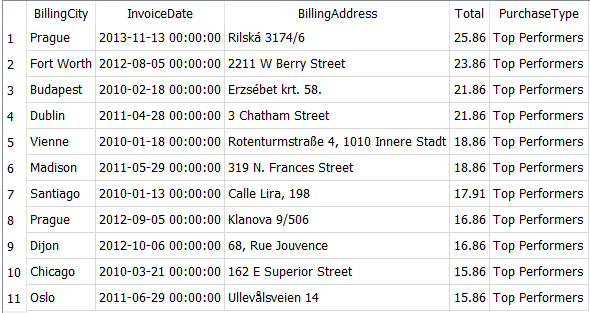 BillingCity InvoiceDate BillingAddress Total PurchaseType
1 Prague 2013-11-13 00:00:00 Rilská 3174/6 25.86 Top Performers
2 Fort Worth 2012-08-05 00:00:00 2211 W Berry Street 23.86 Top Performers
3 Budapest 2010-02-18 00:00:00 Erzsébet krt. 58. 21.86 Top Performers
4 Dublin 2011-04-28 00:00:00 3 Chatham Street 21.86 Top Performers
5 Vienne 2010-01-18 00:00:00 Rotenturmstraße 4, 1010 Innere Stadt 18.86 Top Performers
6 Madison 2011-05-29 00:00:00 319 N. Frances Street 18.86 Top Performers
7 Santiago 2010-01-13 00:00:00 Calle Lira, 198 17.91 Top Performers
8 Prague 2012-09-05 00:00:00 Klanova 9/506 16.86 Top Performers
9 Dijon 2012-10-06 00:00:00 68, Rue Jouvence 16.86 Top Performers
10 Chicago 2010-03-21 00:00:00 162 E Superior Street 15.86 Top Performers
11 Oslo 2011-06-29 00:00:00 Ullevålsveien 14 15.86 Top Performers